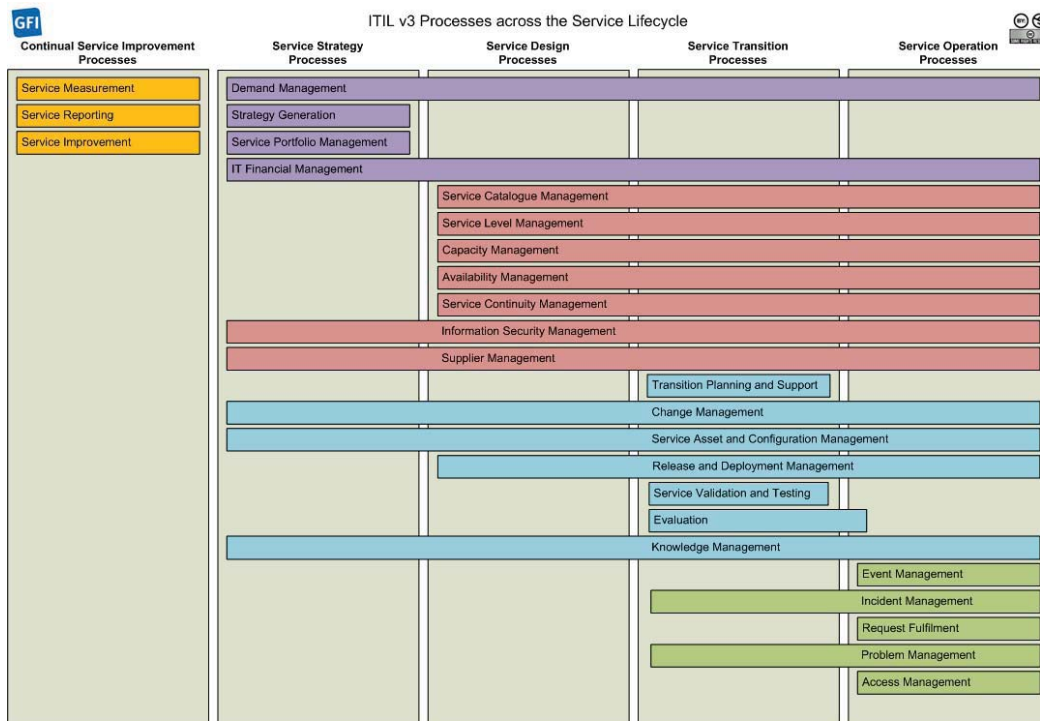 GFI
ITIL v3 Processes across the Service Lifecycle
Continual Service Improvement
Processes
Service Strategy
Processes
Service Design
Processes
Service Transition
Processes
Service Operation
Processes
Service Measurement
Demand Management
Service Reporting
Strategy Generation
Service Improvement
Service Portfolio Management
IT Financial Management
Service Catalogue Management
Service Level Management
Capacity Management
Availability Management
Service Continuity Management
Information Security Management
Supplier Management
Transition Planning and Support
Change Management
Service Asset and Configuration Management
Release and Deployment Management
Service Validation and Testing
Evaluation
Knowledge Management
Event Management
Incident Management
Request Fulfilment
Problem Management
Access Management